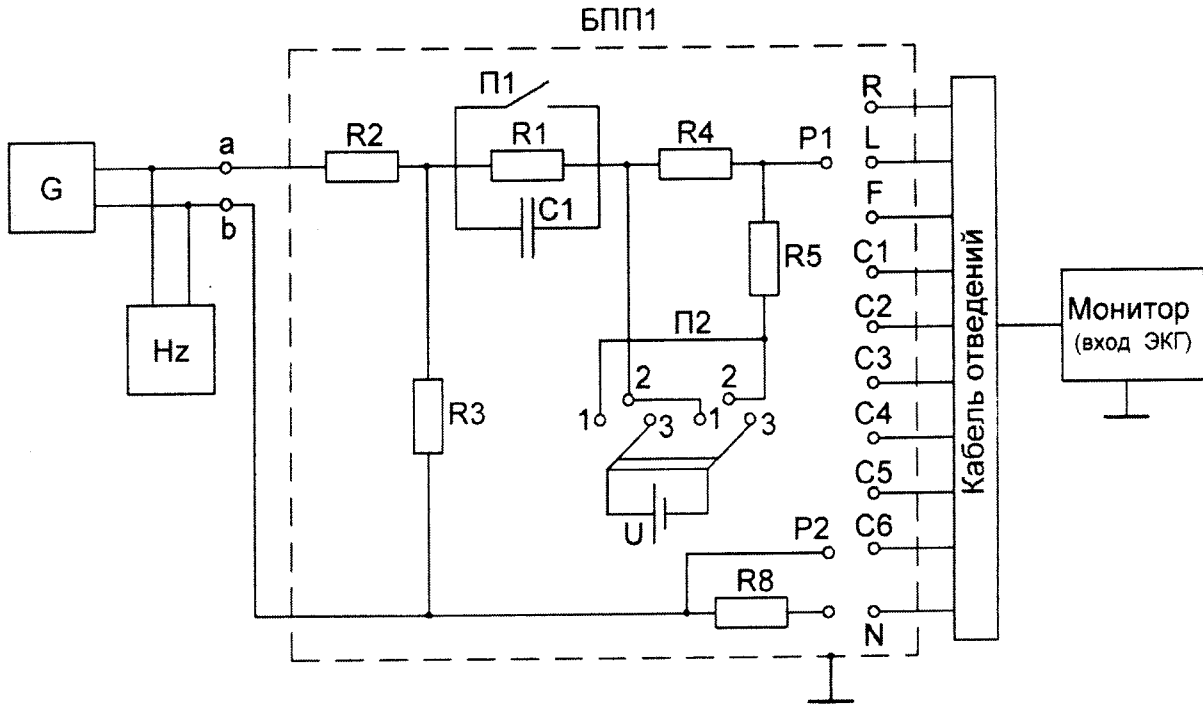 БПП1
П1
R
a
R2
R1
R4
P1
L
G
F
b
C1
R5
C1
Кабель отведений
Hz
П2
C2
Монитор
(вход ЭКГ)
2
2
C3
R3
1
3
1
3
C4
C5
U
P2
C6
R8
N